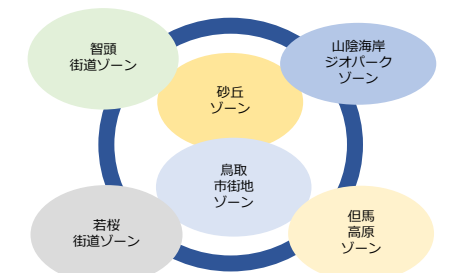 智頭
街道ゾーン
山陰海岸
ジオパーク
ゾーン
砂丘
ゾーン
鳥取
市街地
ゾーン
若桜
街道ゾーン
但馬
高原
ゾーン